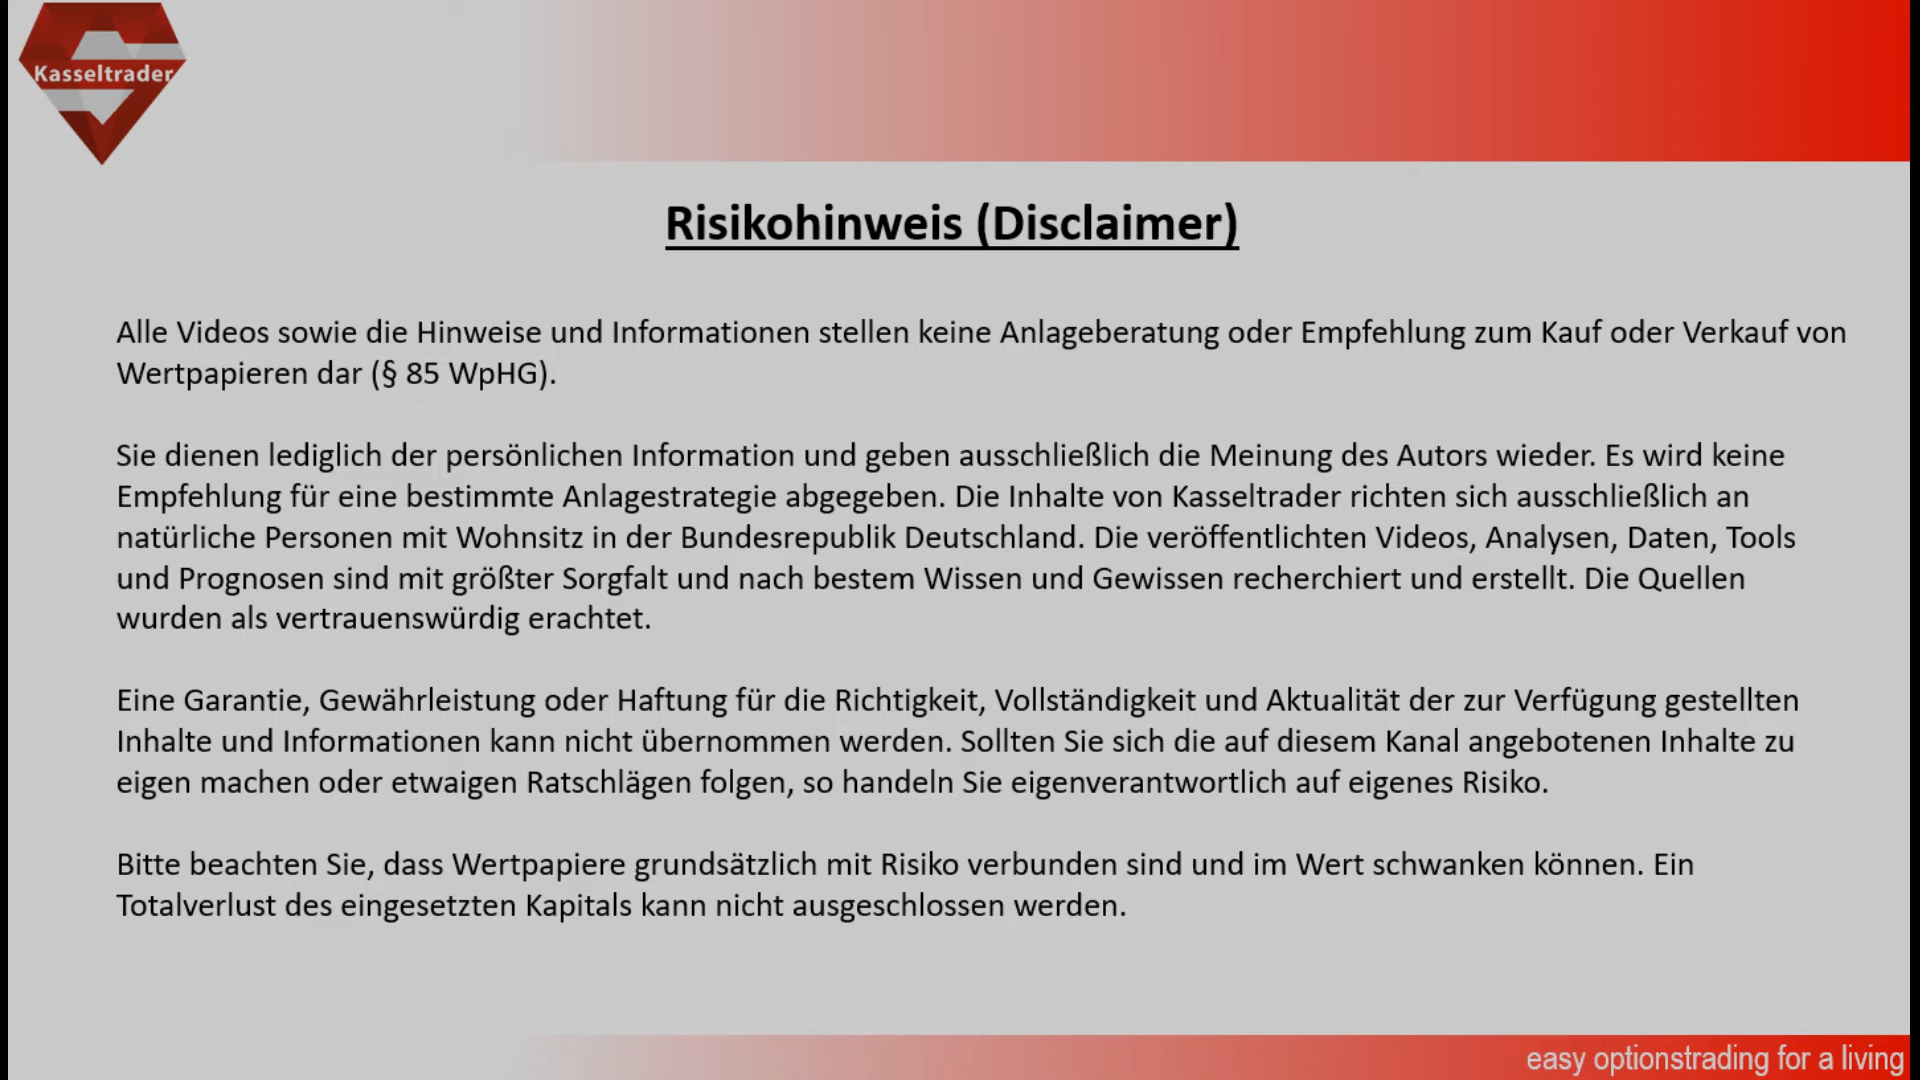 Kasseltrader
Risikohinweis (Disclaimer)
Alle Videos sowie die Hinweise und Informationen stellen keine Anlageberatung oder Empfehlung zum Kauf oder Verkauf von
Wertpapieren dar (§ 85 WpHG).
Sie dienen lediglich der persönlichen Information und geben ausschließlich die Meinung des Autors wieder. Es wird keine
Empfehlung für eine bestimmte Anlagestrategie abgegeben. Die Inhalte von Kasseltrader richten sich ausschließlich an
natürliche Personen mit Wohnsitz in der Bundesrepublik Deutschland. Die veröffentlichten Videos, Analysen, Daten, Tools
und Prognosen sind mit größter Sorgfalt und nach bestem Wissen und Gewissen recherchiert und erstellt. Die Quellen
wurden als vertrauenswürdig erachtet.
Eine Garantie, Gewährleistung oder Haftung für die Richtigkeit, Vollständigkeit und Aktualität der zur Verfügung gestellten
Inhalte und Informationen kann nicht übernommen werden. Sollten Sie sich die auf diesem Kanal angebotenen Inhalte zu
eigen machen oder etwaigen Ratschlägen folgen, so handeln Sie eigenverantwortlich auf eigenes Risiko.
Bitte beachten Sie, dass Wertpapiere grundsätzlich mit Risiko verbunden sind und im Wert schwanken können. Ein
Totalverlust des eingesetzten Kapitals kann nicht ausgeschlossen werden.
easy optionstrading for a living